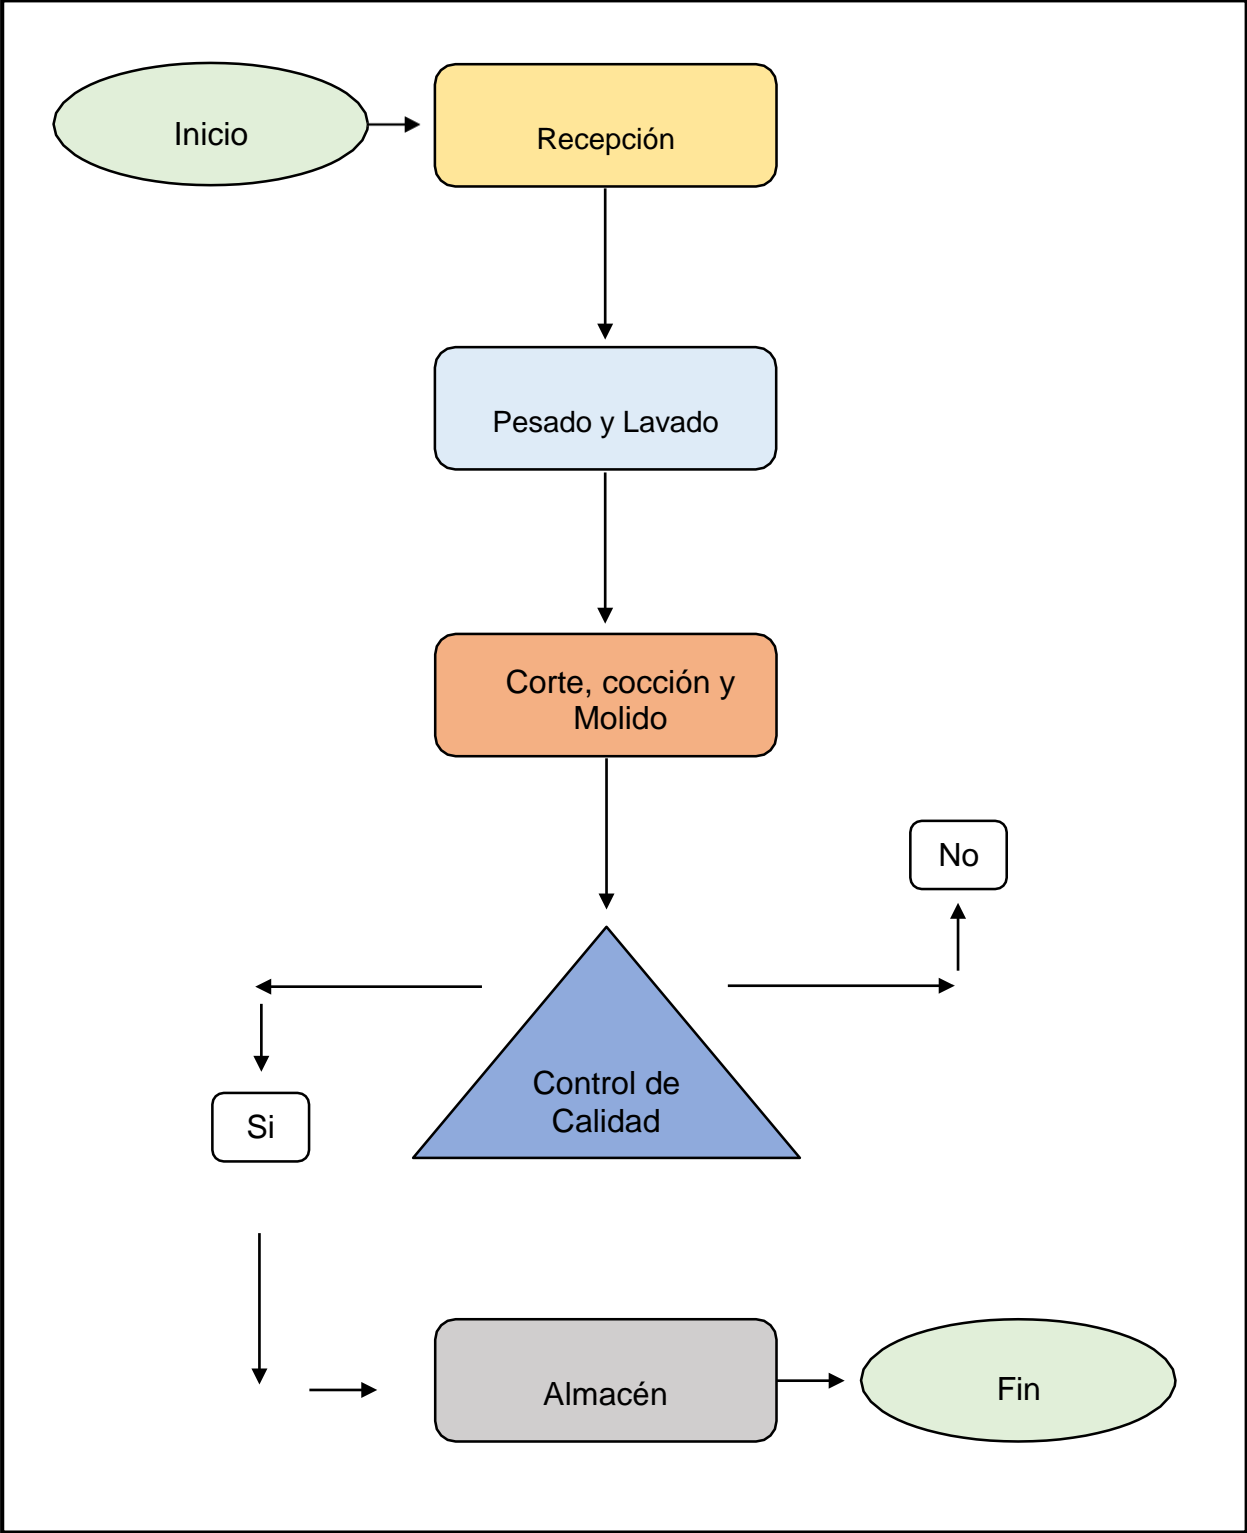 Inicio
Recepción
Pesado y Lavado
Corte, cocción y
Molido
No
Control de
Calidad
Si
Almacén
Fin